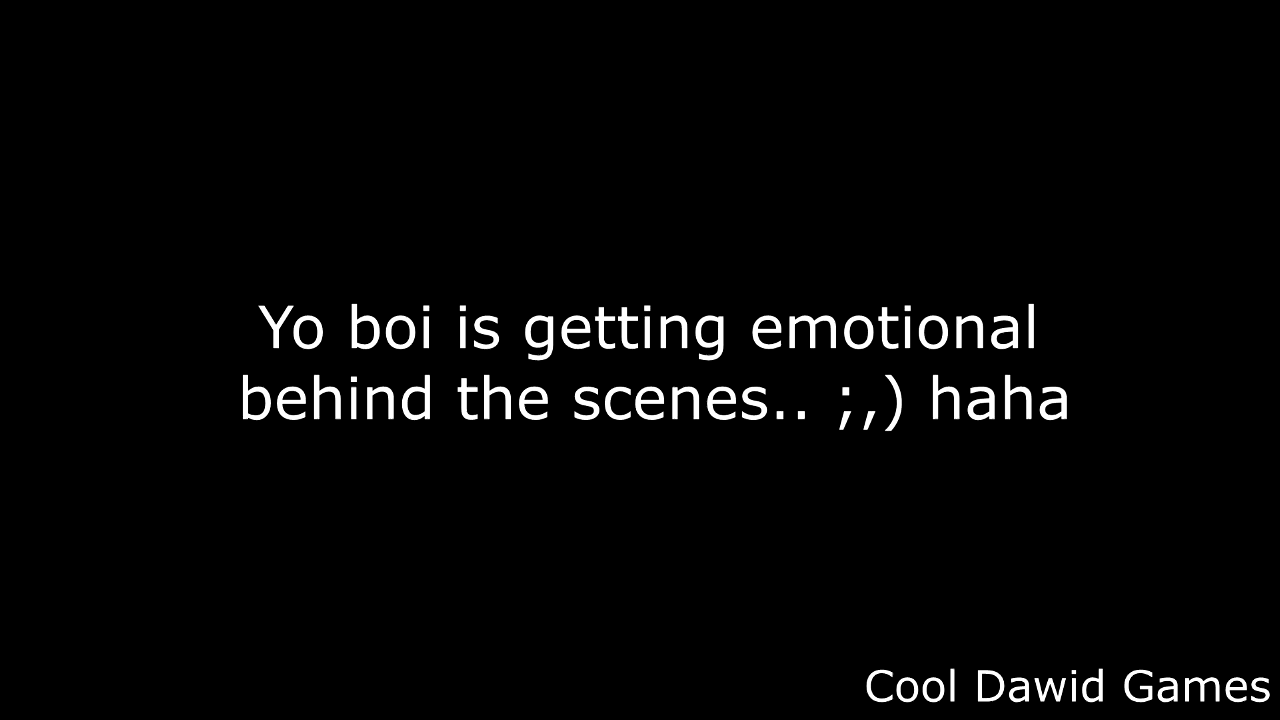 Yo boi is getting emotional
behind the scenes.. ;,) haha
Cool Dawid Games